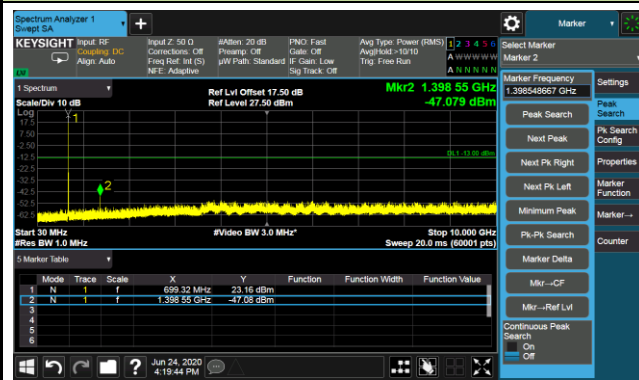 Spectrum Analyzer 1
Swept SA
Marker
KEYSIGHT
Input: RF
Coupling: DC
Align: Auto
Input Z: 50 Ω
Corrections: Off
Freq Ref: Int (S)
NFE: Adaptive
#Atten: 20 dB
Preamp: Off
µW Path: Standard
PNO: Fast
Gate: Off
IF Gain: Low
Sig Track: Off
Avg Type: Power (RMS)
Avg|Hold:>10/10
Trig: Free Run
1 2 3 4 5 6
A W W W W W
A N N N N N
Select Marker
Marker 2
Marker Frequency
1.398548667 GHz
Settings
Peak Search
Next Peak
Next Pk Right
Next Pk Left
Minimum Peak
Pk-Pk Search
Marker Delta
Mkr→CF
Mkr→Ref Lvl
Continuous Peak
Search
On
Off
Peak
Search
Pk Search
Config
Properties
Marker
Function
Marker→
Counter
1 Spectrum
Scale/Div 10 dB
Log
Ref Lvl Offset 17.50 dB
Ref Level 27.50 dBm
Mkr2 1.398 55 GHz
-47.079 dBm
17.5
7.50
-2.50
-12.5
-22.5
-32.5
-42.5
-52.5
-62.5
1
2
DL1 -13.00 dBm
Start 30 MHz
#Res BW 1.0 MHz
#Video BW 3.0 MHz*
Stop 10.000 GHz
Sweep 20.0 ms (60001 pts)
5 Marker Table
Mode Trace Scale X Y Function Function Width Function Value
1 N 1 f 699.32 MHz 23.16 dBm
2 N 1 f 1.398 55 GHz -47.08 dBm
3
4
5
6
?
Jun 24, 2020
4:19:44 PM